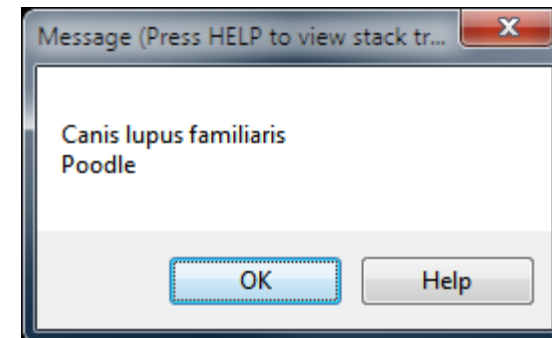 Message (Press HELP to view stack tr...
Canis lupus familiaris
Poodle
OK
Help